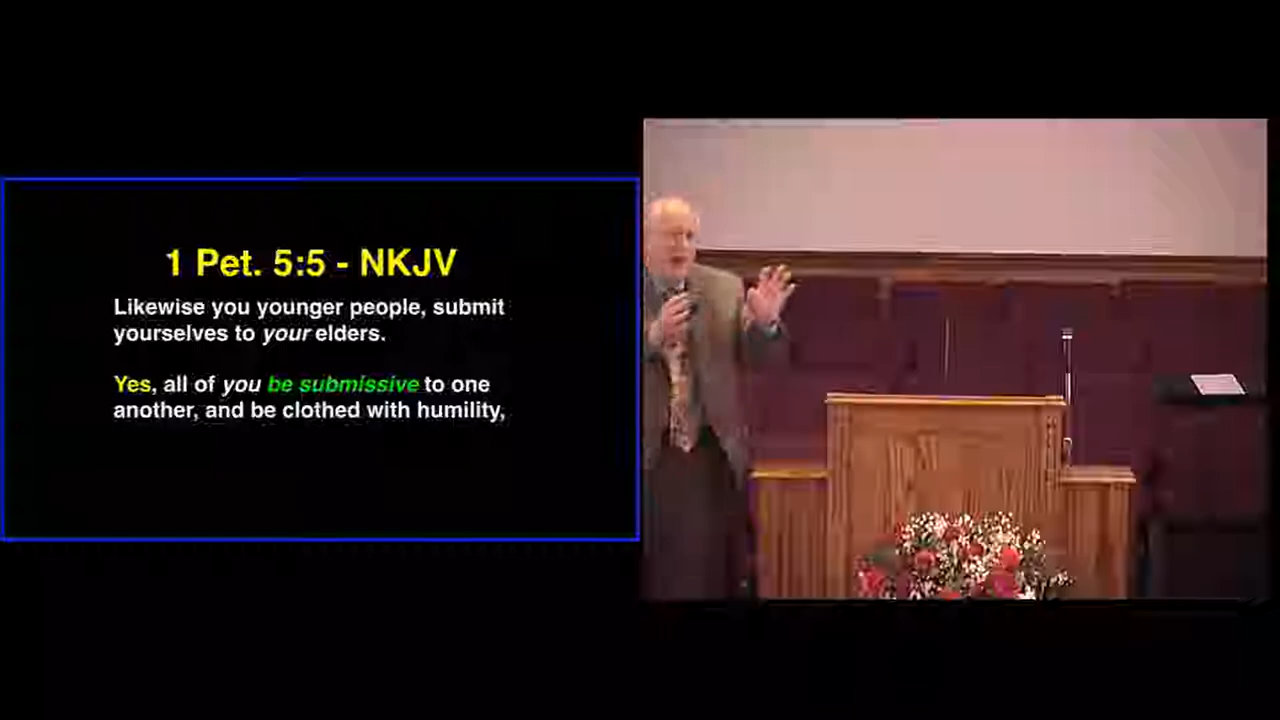 1 Pet. 5:5 - NKJV
Likewise you younger people, submit
yourselves to your elders.
Yes, all of you be submissive to one
another, and be clothed with humility,